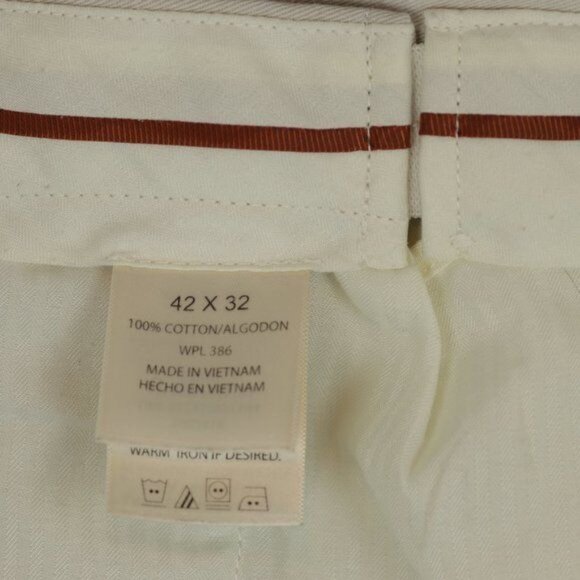 42 X 32
100% COTTON/ALGODON
WPL 386
MADE IN VIETNAM
HECHO EN VIETNAM
WARM IRON IF DESIRED.